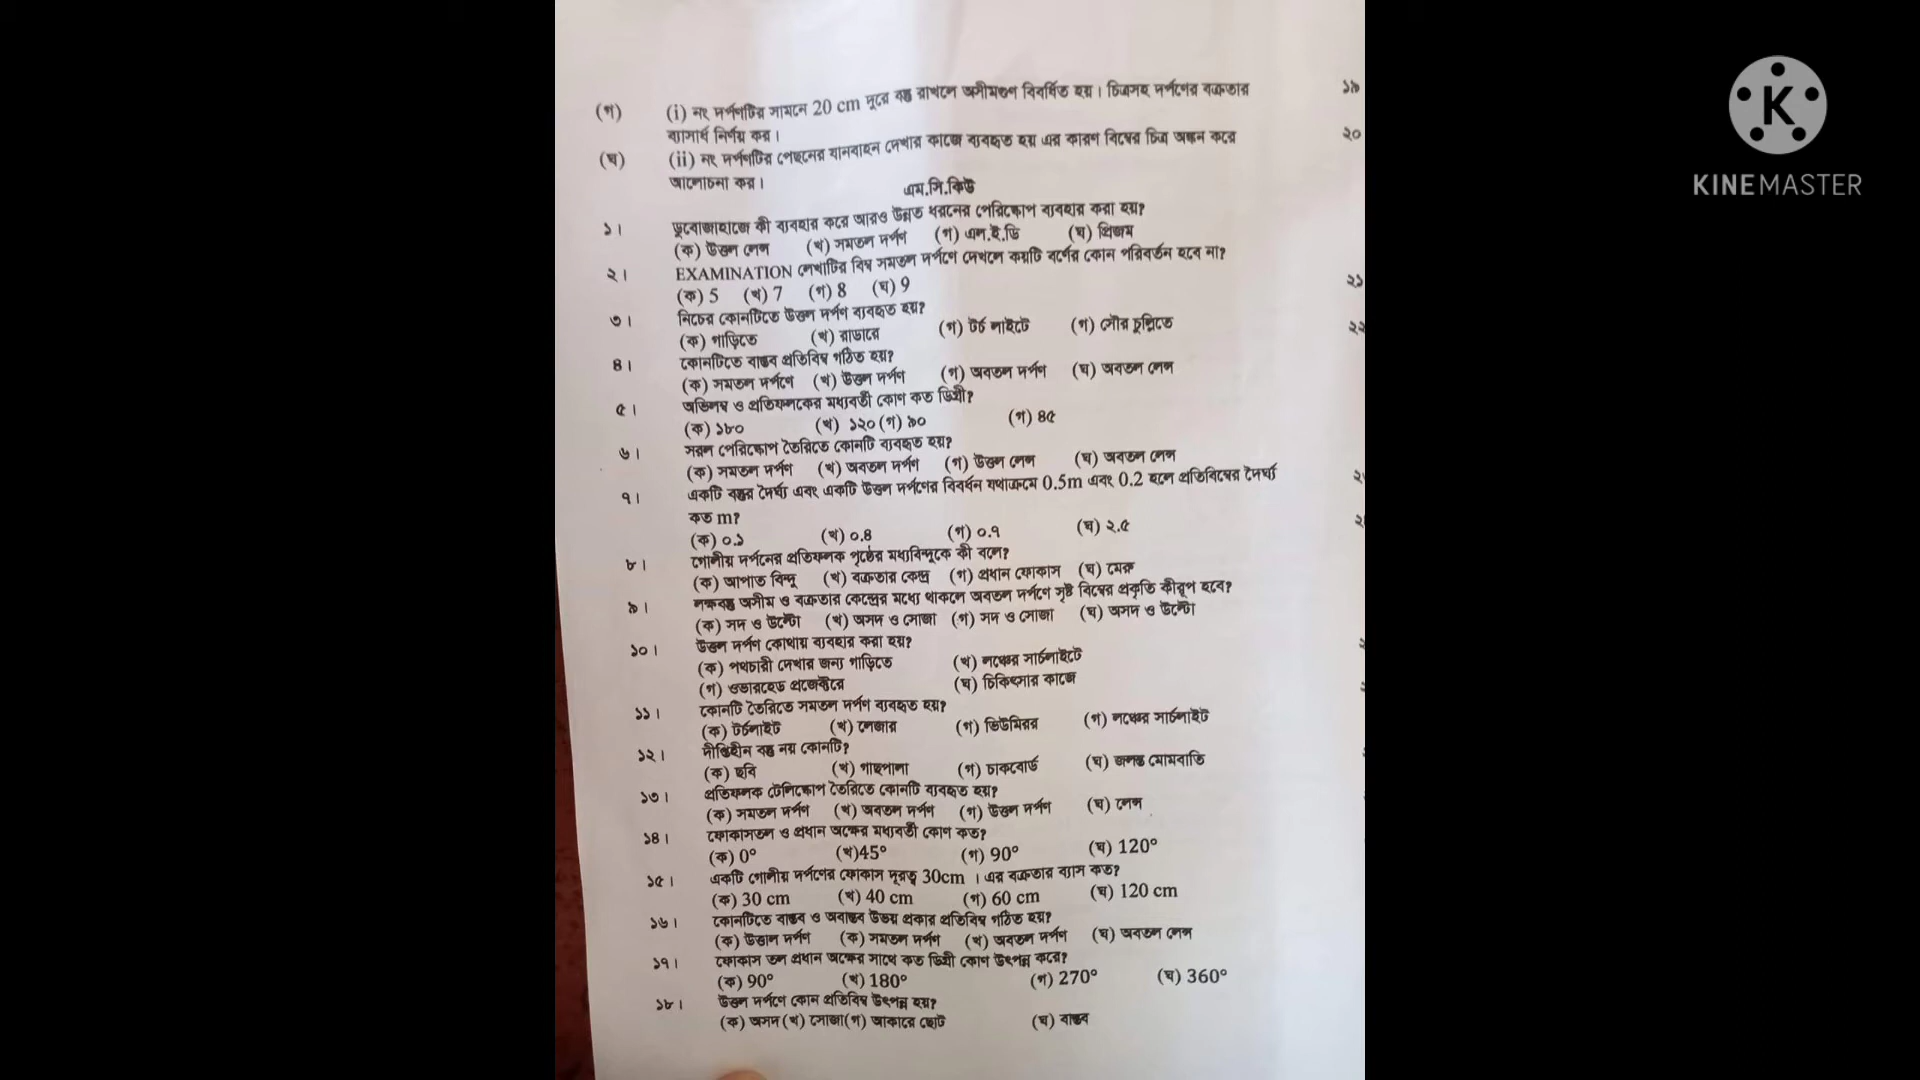 (গ) (i) নং দর্পণটির সামনে 20 cm দূরে বস্তু রাখলে অসীমগুণ বিবর্ধিত হয়। চিত্রসহ দর্পণের বক্রতার
ব্যাসার্ধ নির্ণয় কর।
(ঘ) (ii) নং দর্পণটির পেছনের যানবাহন দেখার কাজে ব্যবহৃত হয় এর কারণ বিম্বের চিত্র অঙ্কন করে
আলোচনা কর।
এম.সি.কিউ
১। ডুবোজাহাজে কী ব্যবহার করে আরও উন্নত ধরনের পেরিস্কোপ ব্যবহার করা হয়?
(ক) উত্তল লেন্স (খ) সমতল দর্পণ (গ) এল.ই.ডি (ঘ) প্রিজম
২। EXAMINATION লেখাটির বিম্ব সমতল দর্পণে দেখলে কয়টি বর্ণের কোন পরিবর্তন হবে না?
(ক) 5 (খ) 7 (গ) 8 (ঘ) 9
৩। নিচের কোনটিতে উত্তল দর্পণ ব্যবহৃত হয়?
(ক) গাড়িতে (খ) রাডারে (গ) টর্চ লাইটে (গ) সৌর চুল্লিতে
৪। কোনটিতে বাস্তব প্রতিবিম্ব গঠিত হয়?
(ক) সমতল দর্পণে (খ) উত্তল দর্পণ (গ) অবতল দর্পণ (ঘ) অবতল লেন্স
৫। অভিলম্ব ও প্রতিফলকের মধ্যবর্তী কোণ কত ডিগ্রী?
(ক) ১৮০ (খ) ১২০ (গ) ৯০ (গ) ৪৫
৬। সরল পেরিস্কোপ তৈরিতে কোনটি ব্যবহৃত হয়?
(ক) সমতল দর্পণ (খ) অবতল দর্পণ (গ) উত্তল লেন্স (ঘ) অবতল লেন্স
৭। একটি বস্তুর দৈর্ঘ্য এবং একটি উত্তল দর্পণের বিবর্ধন যথাক্রমে 0.5m এবং 0.2 হলে প্রতিবিম্বের দৈর্ঘ্য
কত m?
(ক) ০.১ (খ) ০.৪ (গ) ০.৭ (ঘ) ২.৫
৮। গোলীয় দর্পনের প্রতিফলক পৃষ্ঠের মধ্যবিন্দুকে কী বলে?
(ক) আপাত বিন্দু (খ) বক্রতার কেন্দ্র (গ) প্রধান ফোকাস (ঘ) মেরু
৯। লক্ষবস্তু অসীম ও বক্রতার কেন্দ্রের মধ্যে থাকলে অবতল দর্পণে সৃষ্ট বিম্বের প্রকৃতি কীরূপ হবে?
(ক) সদ ও উল্টো (খ) অসদ ও সোজা (গ) সদ ও সোজা (ঘ) অসদ ও উল্টো
১০। উত্তল দর্পণ কোথায় ব্যবহার করা হয়?
(ক) পথচারী দেখার জন্য গাড়িতে (খ) লঞ্চের সার্চলাইটে
(গ) ওভারহেড প্রজেক্টরে (ঘ) চিকিৎসার কাজে
১১। কোনটি তৈরিতে সমতল দর্পণ ব্যবহৃত হয়?
(ক) টর্চলাইট (খ) লেজার (গ) ভিউমিরর (গ) লঞ্চের সার্চলাইট
১২। দীপ্তিহীন বস্তু নয় কোনটি?
(ক) ছবি (খ) গাছপালা (গ) চাকবোর্ড (ঘ) জলন্ত মোমবাতি
১৩। প্রতিফলক টেলিস্কোপ তৈরিতে কোনটি ব্যবহৃত হয়?
(ক) সমতল দর্পণ (খ) অবতল দর্পণ (গ) উত্তল দর্পণ (ঘ) লেন্স
১৪। ফোকাসতল ও প্রধান অক্ষের মধ্যবর্তী কোণ কত?
(ক) 0° (খ)45° (গ) 90° (ঘ) 120°
১৫। একটি গোলীয় দর্পণের ফোকাস দূরত্ব 30cm । এর বক্রতার ব্যাস কত?
(ক) 30 cm (খ) 40 cm (গ) 60 cm (ঘ) 120 cm
১৬। কোনটিতে বাস্তব ও অবাস্তব উভয় প্রকার প্রতিবিম্ব গঠিত হয়?
(ক) উত্তাল দর্পণ (ক) সমতল দর্পণ (খ) অবতল দর্পণ (ঘ) অবতল লেন্স
১৭। ফোকাস তল প্রধান অক্ষের সাথে কত ডিগ্রী কোণ উৎপন্ন করে?
(ক) 90° (খ) 180° (গ) 270° (ঘ) 360°
১৮। উত্তল দর্পণে কোন প্রতিবিম্ব উৎপন্ন হয়?
(ক) অসদ (খ) সোজা(গ) আকারে ছোট (ঘ) বাস্তব
১৯
২০
২১
২২
KINEMASTER